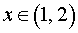 x∈(1, 2)